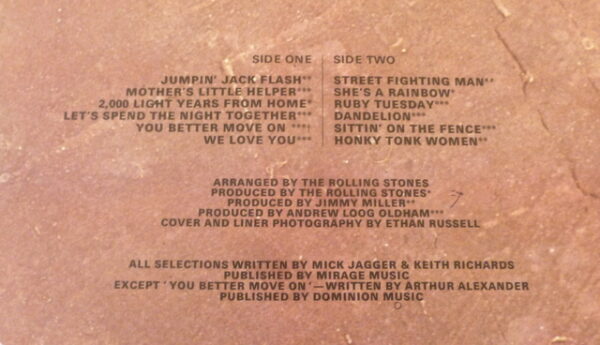 SIDE ONE
JUMPIN' JACK FLASH**
MOTHER'S LITTLE HELPER***
2,000 LIGHT YEARS FROM HOME*
LET'S SPEND THE NIGHT TOGETHER***
YOU BETTER MOVE ON ***
WE LOVE YOU***
SIDE TWO
STREET FIGHTING MAN**
SHE'S A RAINBOW*
RUBY TUESDAY***
DANDELION***
SITTIN' ON THE FENCE***
HONKY TONK WOMEN**
ARRANGED BY THE ROLLING STONES
PRODUCED BY THE ROLLING STONES*
PRODUCED BY JIMMY MILLER**
PRODUCED BY ANDREW LOOG OLDHAM***
COVER AND LINER PHOTOGRAPHY BY ETHAN RUSSELL
ALL SELECTIONS WRITTEN BY MICK JAGGER & KEITH RICHARDS
PUBLISHED BY MIRAGE MUSIC
EXCEPT 'YOU BETTER MOVE ON'—WRITTEN BY ARTHUR ALEXANDER
PUBLISHED BY DOMINION MUSIC